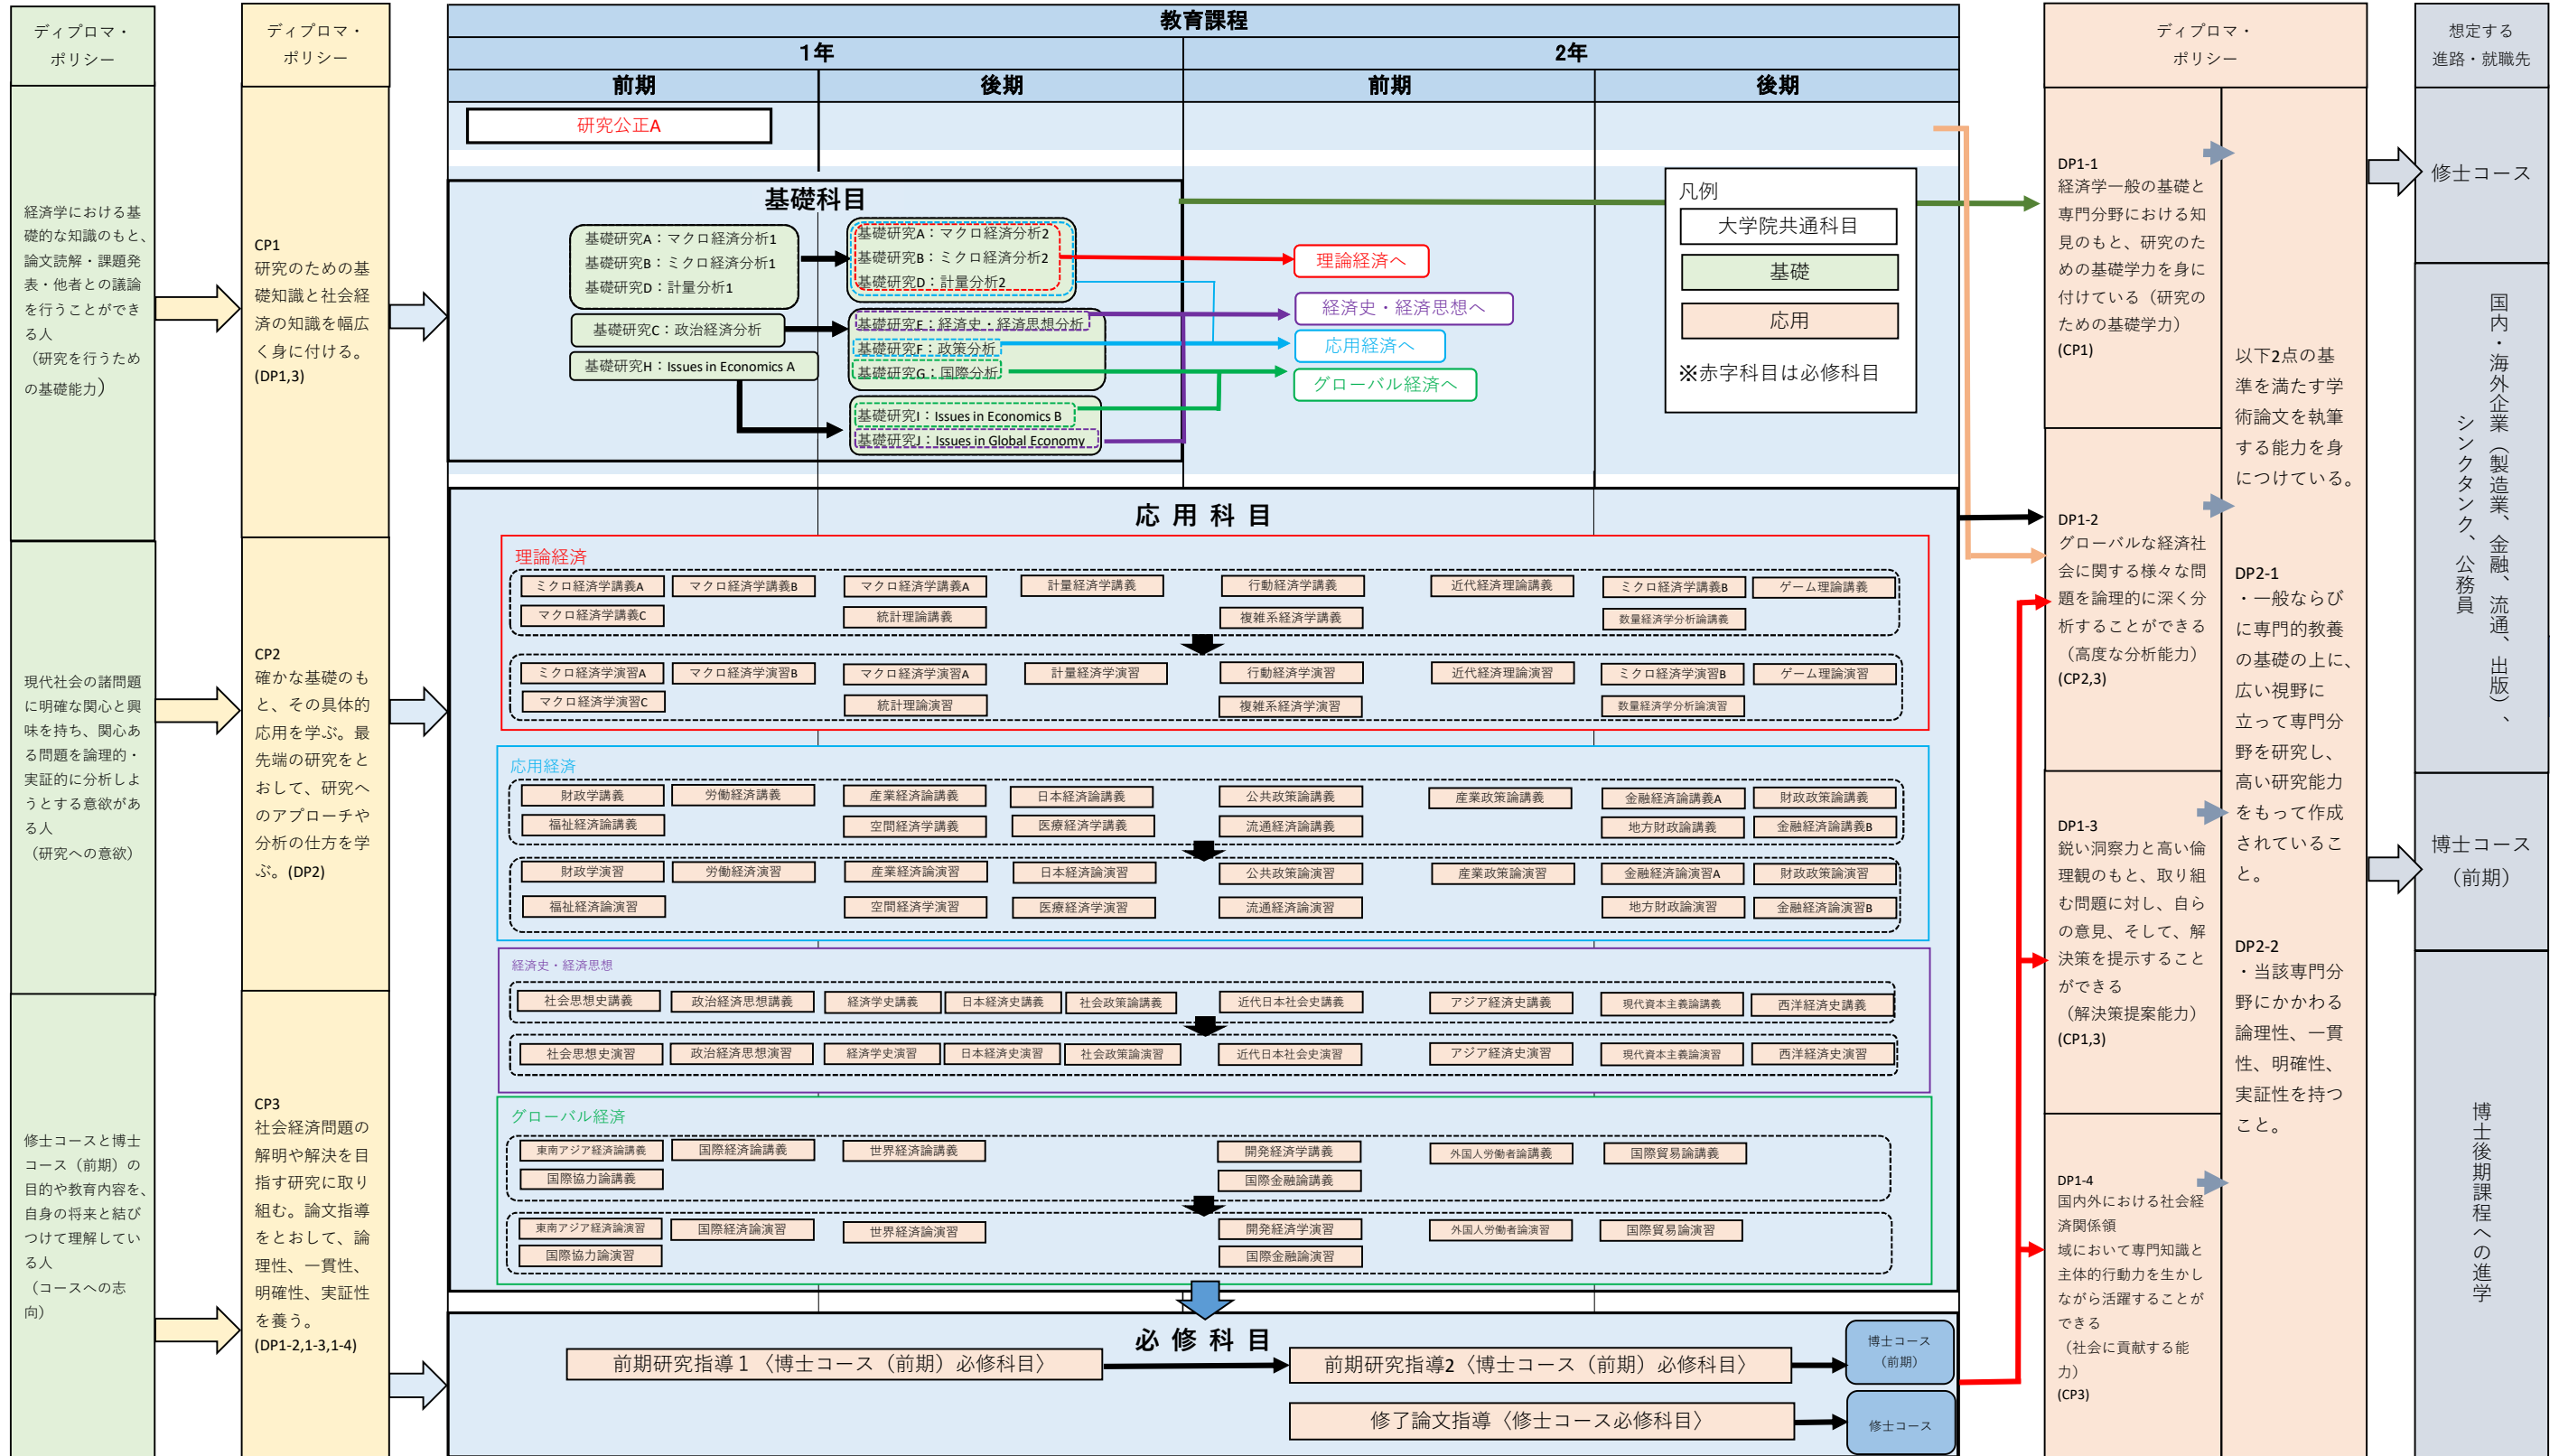 ディプロマ・
ポリシー
経済学における基
礎的な知識のもと、
論文読解・課題発
表・他者との議論
を行うことができ
る人
（研究を行うため
の基礎能力）
現代社会の諸問題
に明確な関心と興
味を持ち、関心あ
る問題を論理的・
実証的に分析しよ
うとする意欲があ
る人
（研究への意欲）
修士コースと博士
コース（前期）の
目的や教育内容を、
自身の将来と結び
つけて理解してい
る人
（コースへの志
向）
ディプロマ・
ポリシー
CP1
研究のための基
礎知識と社会経
済の知識を幅広
く身に付ける。
(DP1,3)
CP2
確かな基礎のも
と、その具体的
応用を学ぶ。最
先端の研究をと
おして、研究へ
のアプローチや
分析の仕方を学
ぶ。(DP2)
CP3
社会経済問題の
解明や解決を目
指す研究に取り
組む。論文指導
をとおして、論
理性、一貫性、
明確性、実証性
を養う。
(DP1-2,1-3,1-4)
教育課程
1年
2年
前期
後期
前期
後期
研究公正A
基礎科目
基礎研究A：マクロ経済分析1
基礎研究B：ミクロ経済分析1
基礎研究D：計量分析1
基礎研究C：政治経済分析
基礎研究H：Issues in Economics A
基礎研究A：マクロ経済分析2
基礎研究B：ミクロ経済分析2
基礎研究D：計量分析2
基礎研究E：経済史・経済思想分析
基礎研究F：政策分析
基礎研究G：国際分析
基礎研究I：Issues in Economics B
基礎研究J：Issues in Global Economy
理論経済へ
経済史・経済思想へ
応用経済へ
グローバル経済へ
凡例
大学院共通科目
基礎
応用
※赤字科目は必修科目
応用科目
理論経済
ミクロ経済学講義A
マクロ経済学講義B
マクロ経済学講義A
計量経済学講義
行動経済学講義
近代経済理論講義
ミクロ経済学講義B
ゲーム理論講義
マクロ経済学講義C
統計理論講義
複雑系経済学講義
数量経済学分析論講義
ミクロ経済学演習A
マクロ経済学演習B
マクロ経済学演習A
計量経済学演習
行動経済学演習
近代経済理論演習
ミクロ経済学演習B
ゲーム理論演習
マクロ経済学演習C
統計理論演習
複雑系経済学演習
数量経済学分析論演習
応用経済
財政学講義
労働経済講義
産業経済論講義
日本経済論講義
公共政策論講義
産業政策論講義
金融経済論講義A
財政政策論講義
福祉経済論講義
空間経済学講義
医療経済学講義
流通経済論講義
地方財政論講義
金融経済論講義B
財政学演習
労働経済演習
産業経済論演習
日本経済論演習
公共政策論演習
産業政策論演習
金融経済論演習A
財政政策論演習
福祉経済論演習
空間経済学演習
医療経済学演習
流通経済論演習
地方財政論演習
金融経済論演習B
経済史・経済思想
社会思想史講義
政治経済思想講義
経済学史講義
日本経済史講義
社会政策論講義
近代日本社会史講義
アジア経済史講義
現代資本主義論講義
西洋経済史講義
社会思想史演習
政治経済思想演習
経済学史演習
日本経済史演習
社会政策論演習
近代日本社会史演習
アジア経済史演習
現代資本主義論演習
西洋経済史演習
グローバル経済
東南アジア経済論講義
国際経済論講義
世界経済論講義
開発経済学講義
外国人労働者論講義
国際貿易論講義
国際協力論講義
国際金融論講義
東南アジア経済論演習
国際経済論演習
世界経済論演習
開発経済学演習
外国人労働者論演習
国際貿易論演習
国際協力論演習
国際金融論演習
必修科目
前期研究指導１〈博士コース（前期）必修科目〉
前期研究指導2〈博士コース（前期）必修科目〉
博士コース
（前期）
修了論文指導〈修士コース必修科目〉
修士コース
ディプロマ・
ポリシー
DP1-1
経済学一般の基礎と
専門分野における知
見のもと、研究のた
めの基礎学力を身に
付けている（研究の
ための基礎学力）
(CP1)
DP1-2
グローバルな経済社
会に関する様々な問
題を論理的に深く分
析することができる
（高度な分析能力）
(CP2,3)
DP1-3
鋭い洞察力と高い倫
理観のもと、取り組
む問題に対し、自ら
の意見、そして、解
決策を提示すること
ができる
（解決策提案能力）
(CP1,3)
DP1-4
国内外における社会経
済関係領
域において専門知識と
主体的行動力を生かし
ながら活躍することが
できる
（社会に貢献する能
力）
(CP3)
以下2点の基
準を満たす学
術論文を執筆
する能力を身
につけている。
DP2-1
・一般ならび
に専門的教養
の基礎の上に、
広い視野に
立って専門分
野を研究し、
高い研究能力
をもって作成
されているこ
と。
DP2-2
・当該専門分
野にかかわる
論理性、一貫
性、明確性、
実証性を持つ
こと。
想定する
進路・就職先
修士コース
国内・海外企業（製造業、金融、流通、出版）、
シンクタンク、公務員
博士コース
（前期）
博士後期課程への進学